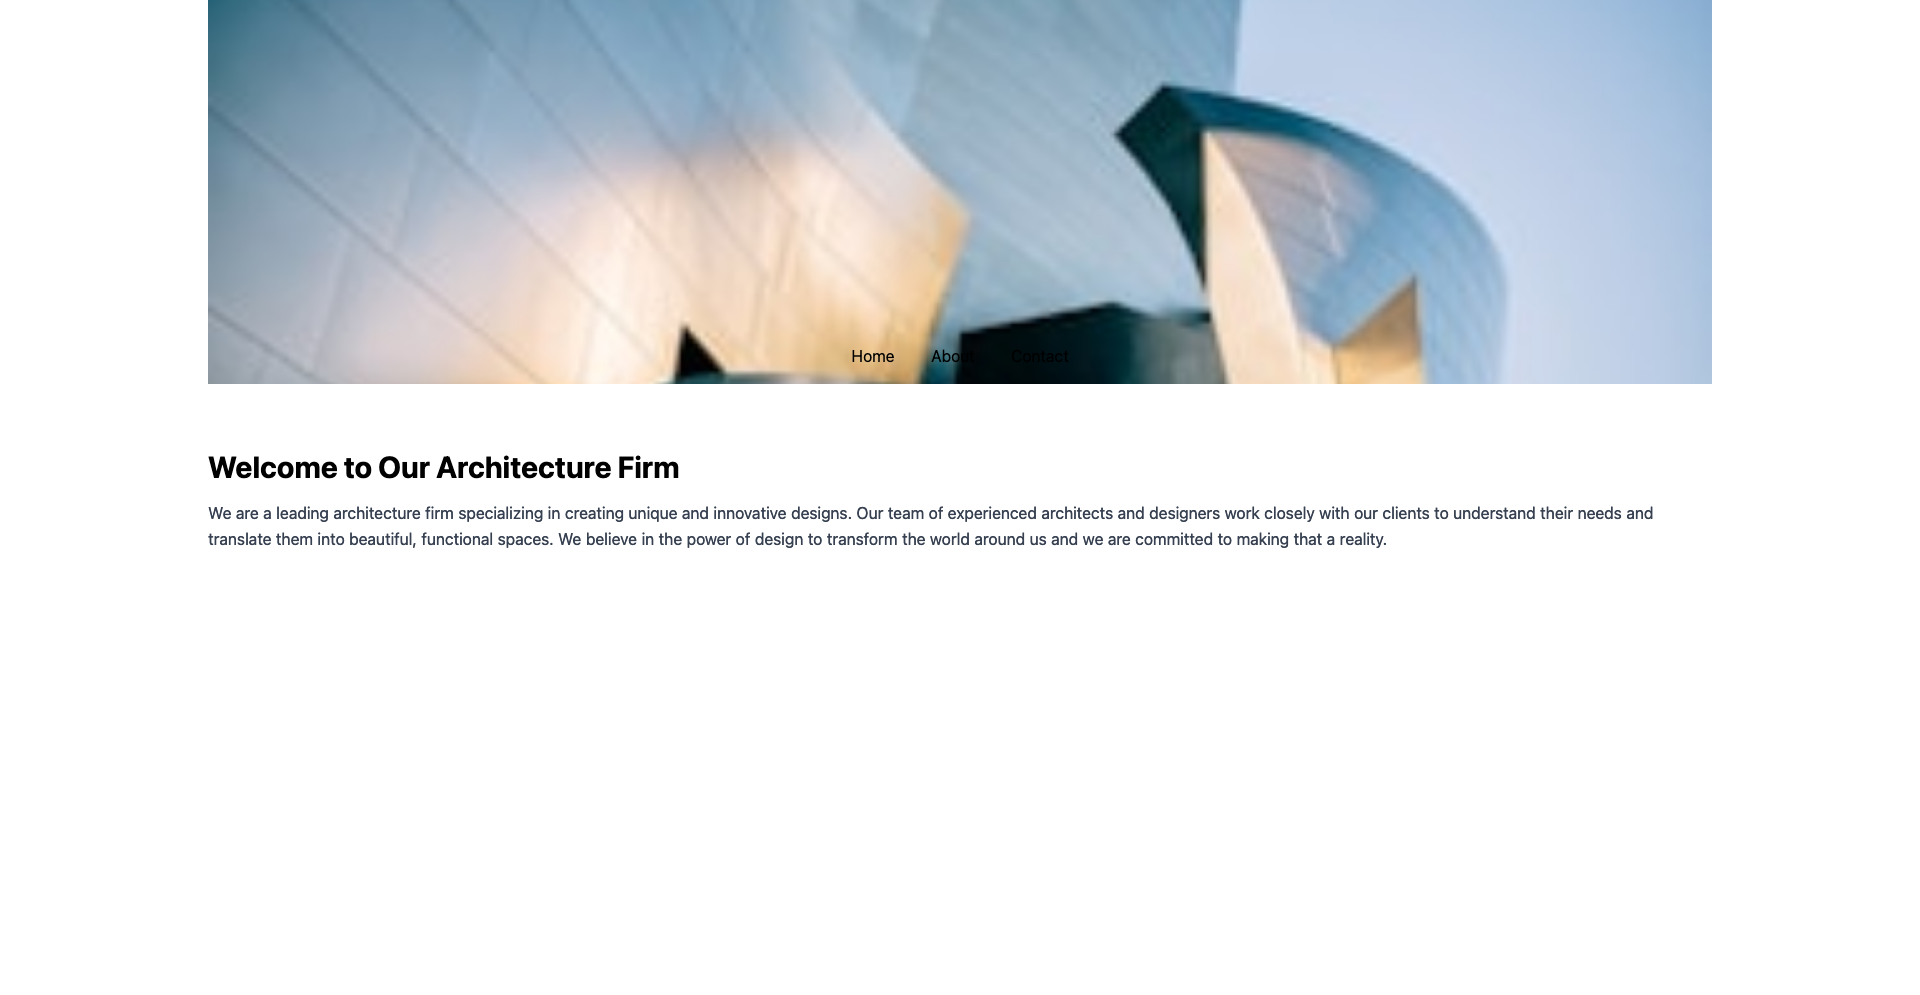 Home About Contact
Welcome to Our Architecture Firm
We are a leading architecture firm specializing in creating unique and innovative designs. Our team of experienced architects and designers work closely with our clients to understand their needs and
translate them into beautiful, functional spaces. We believe in the power of design to transform the world around us and we are committed to making that a reality.